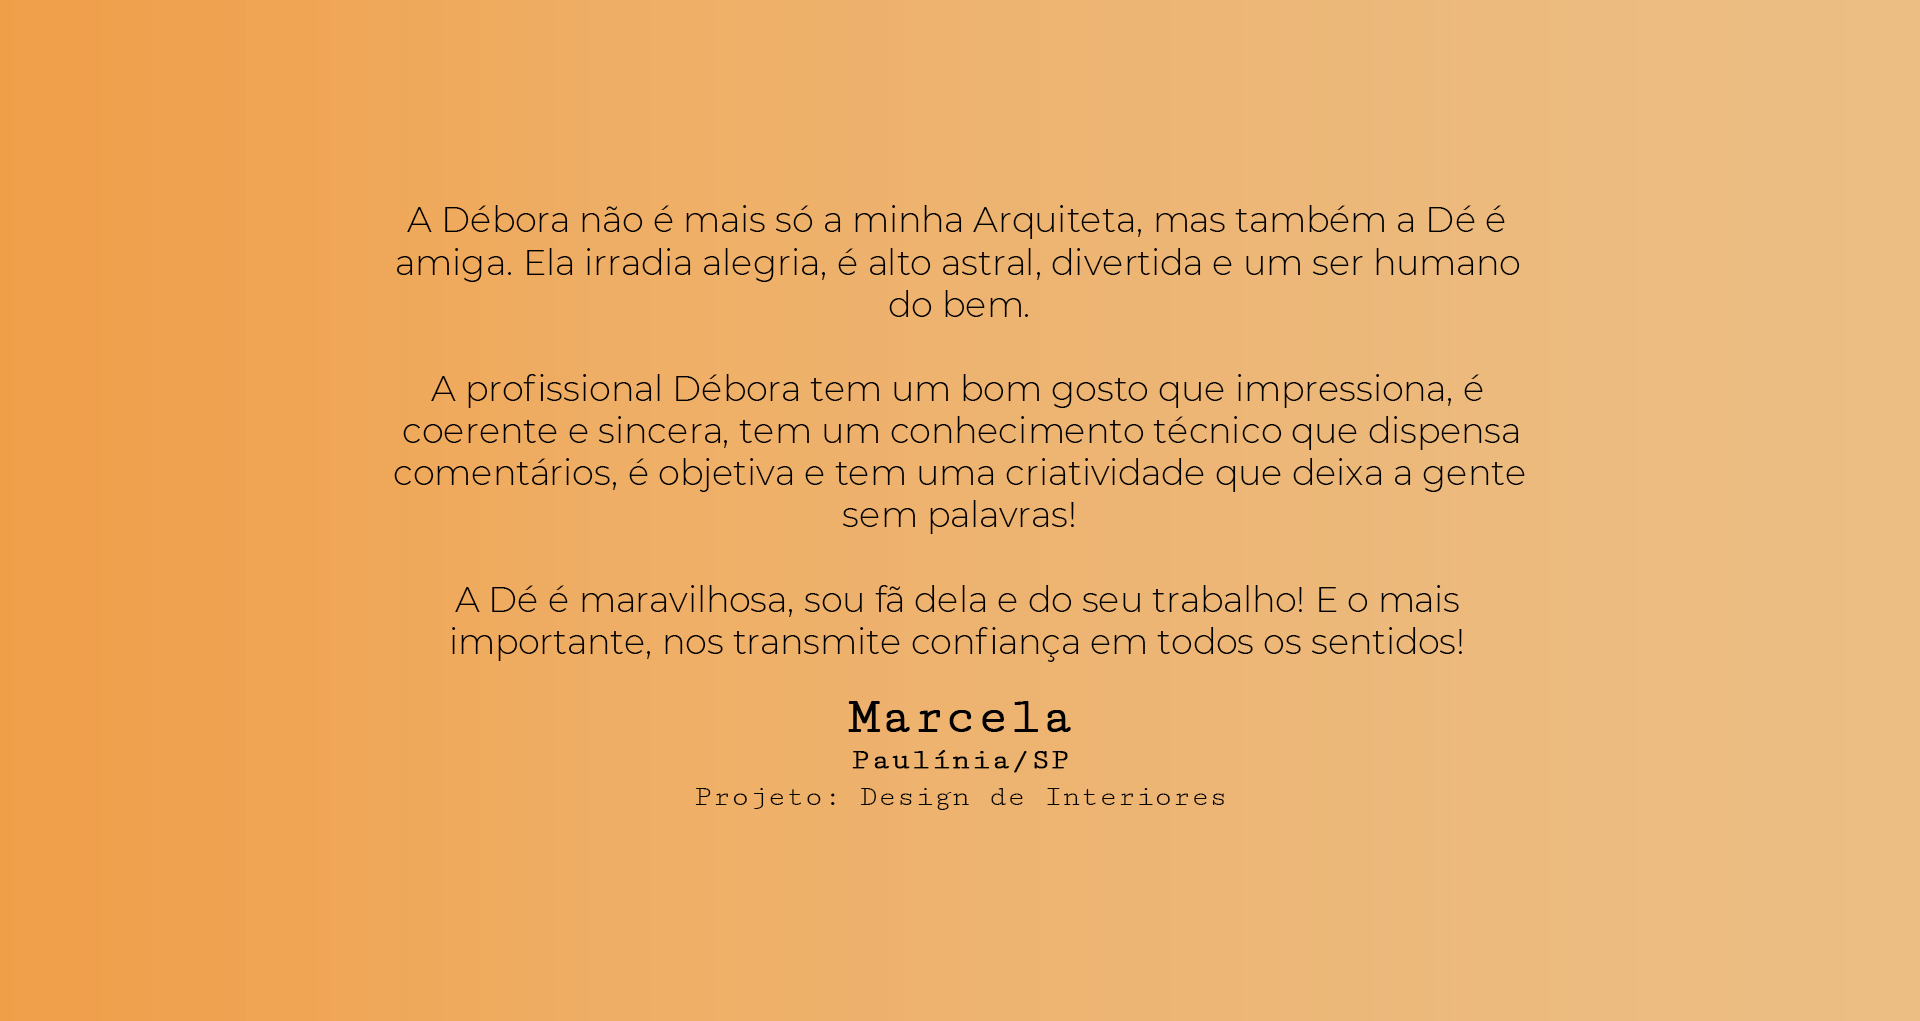 A Débora não é mais só a minha Arquiteta, mas também a Dé é
amiga. Ela irradia alegria, é alto astral, divertida e um ser humano
do bem.
A profissional Débora tem um bom gosto que impressiona, é
coerente e sincera, tem um conhecimento técnico que dispensa
comentários, é objetiva e tem uma criatividade que deixa a gente
sem palavras!
A Dé é maravilhosa, sou fã dela e do seu trabalho! E o mais
importante, nos transmite confiança em todos os sentidos!
Marcela
Paulínia/SP
Projeto: Design de Interiores